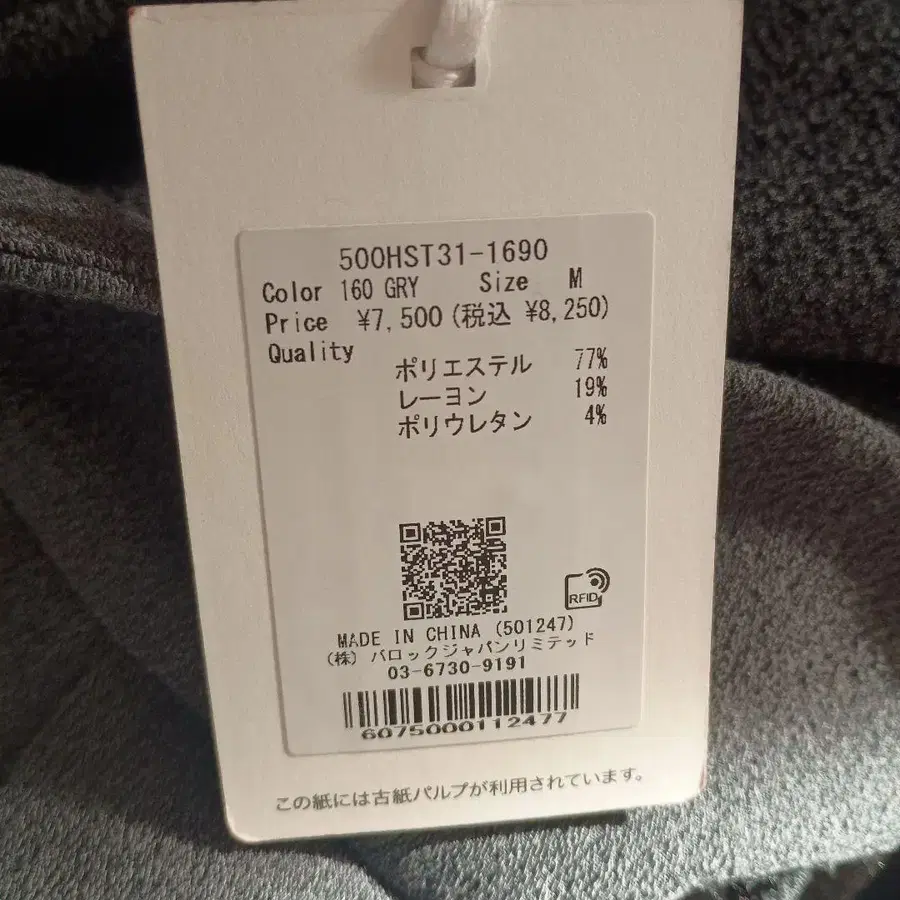 500HST31-1690
Color 160 GRY Size M
Price ¥7,500(税込 ¥8,250)
Quality
ポリエステル 77%
レーヨン 19%
ポリウレタン 4%
RFID
MADE IN CHINA (501247)
(株) バロックジャパンリミテッド
03-6730-9191
6075000112477
この紙には古紙パルプが利用されています。